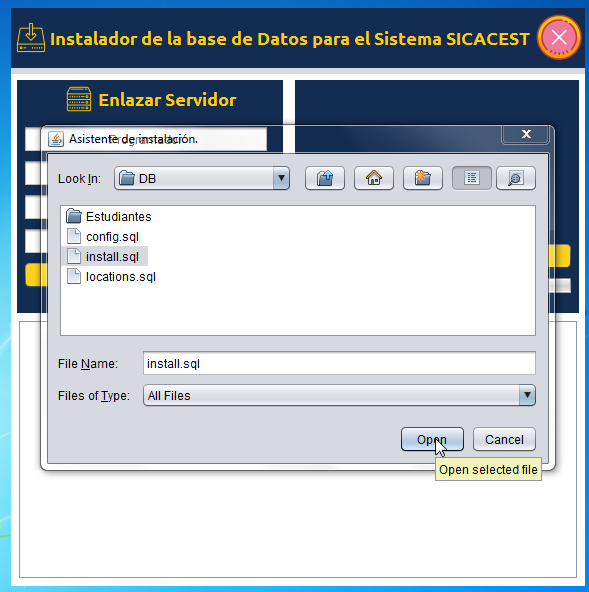 Instalador de la base de Datos para el Sistema SICACEST
Enlazar Servidor
Asistente de instalación.
Look In:
DB
Estudiantes
config.sql
install.sql
locations.sql
File Name:
install.sql
Files of Type:
All Files
Open
Cancel
Open selected file